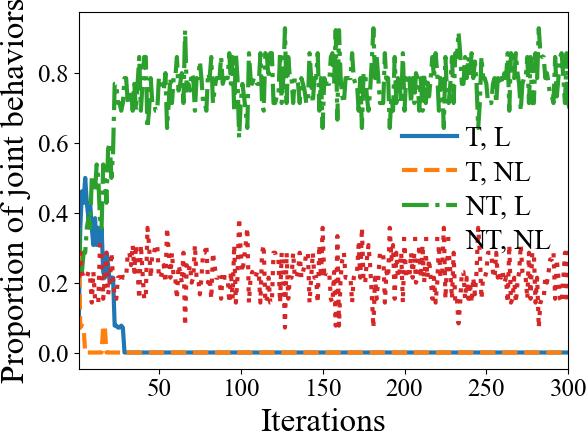 Proportion of joint behaviors
0.8
0.6
0.4
0.2
0.0
T, L
T, NL
NT, L
NT, NL
50
100
150
200
250
300
Iterations